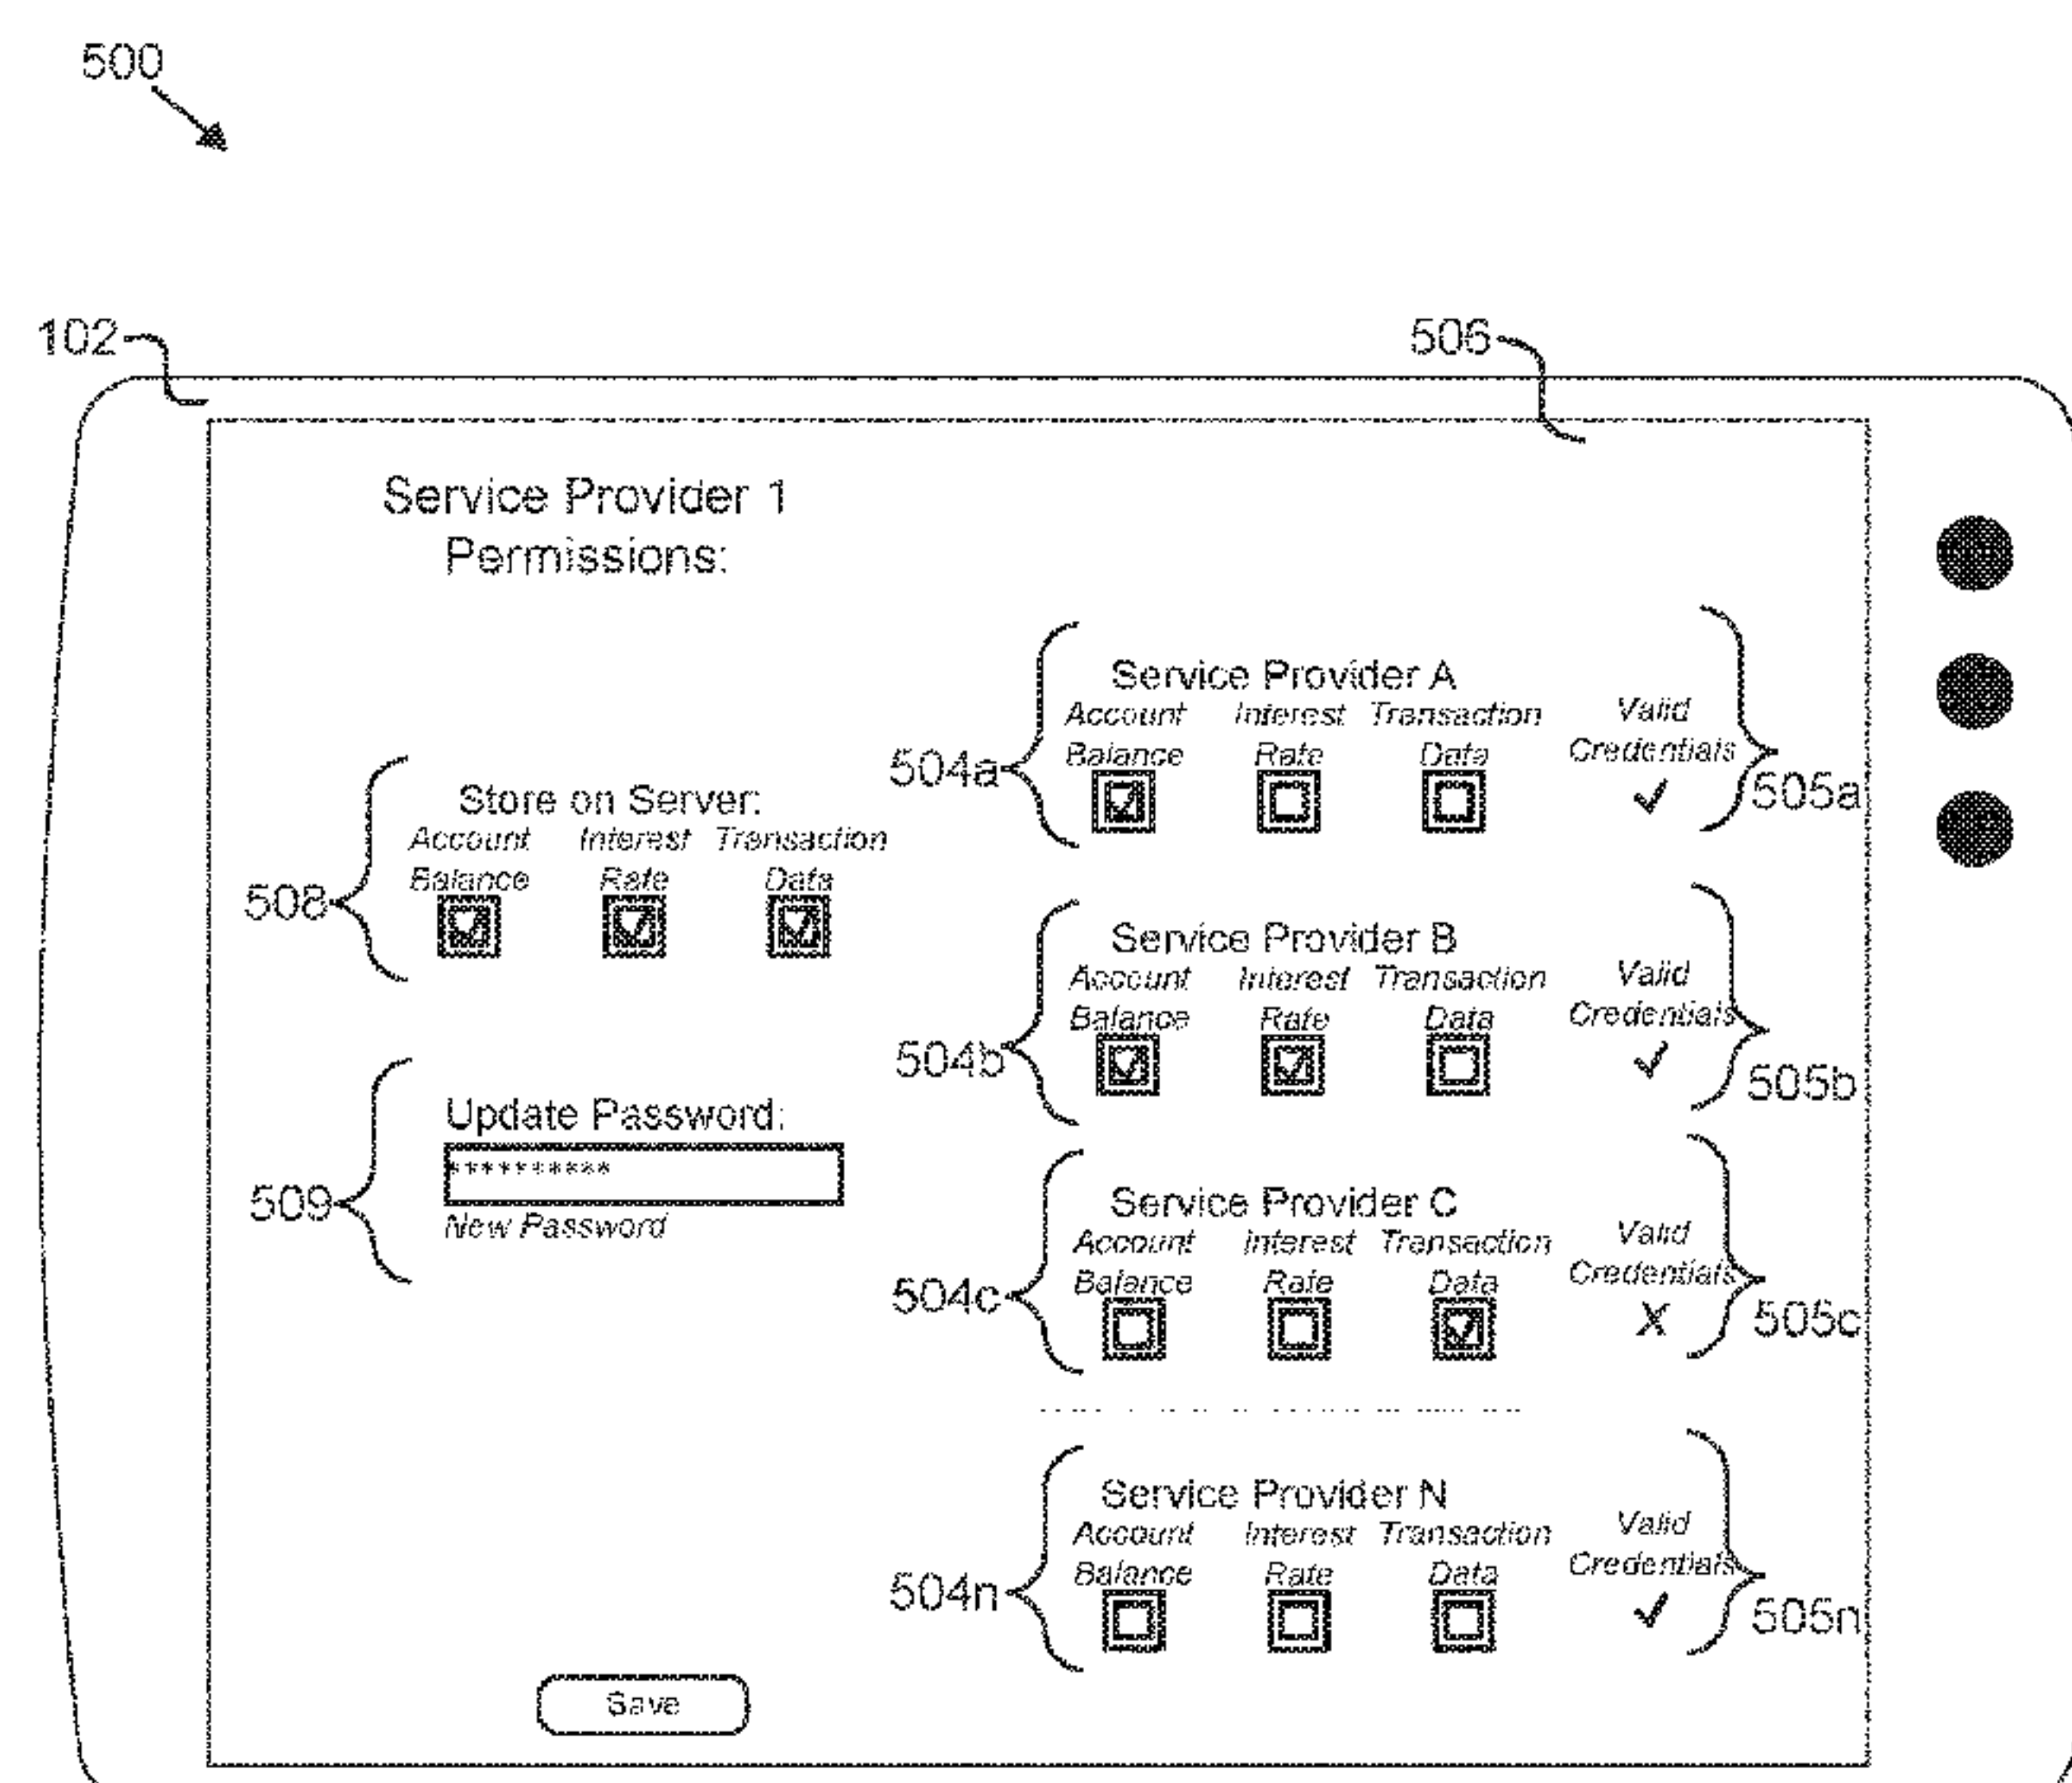 500
102
506
Service Provider 1
Permissions:
508
Store on Server:
Account Interest Transaction
Balance Rate Data
509
Update Password:
**********
New Password
Save
504a
Service Provider A
Account Interest Transaction Valid
Balance Rate Data Credentials
505a
504b
Service Provider B
Account Interest Transaction Valid
Balance Rate Data Credentials
505b
504c
Service Provider C
Account Interest Transaction Valid
Balance Rate Data Credentials
X
505c
504n
Service Provider N
Account Interest Transaction Valid
Balance Rate Data Credentials
505n